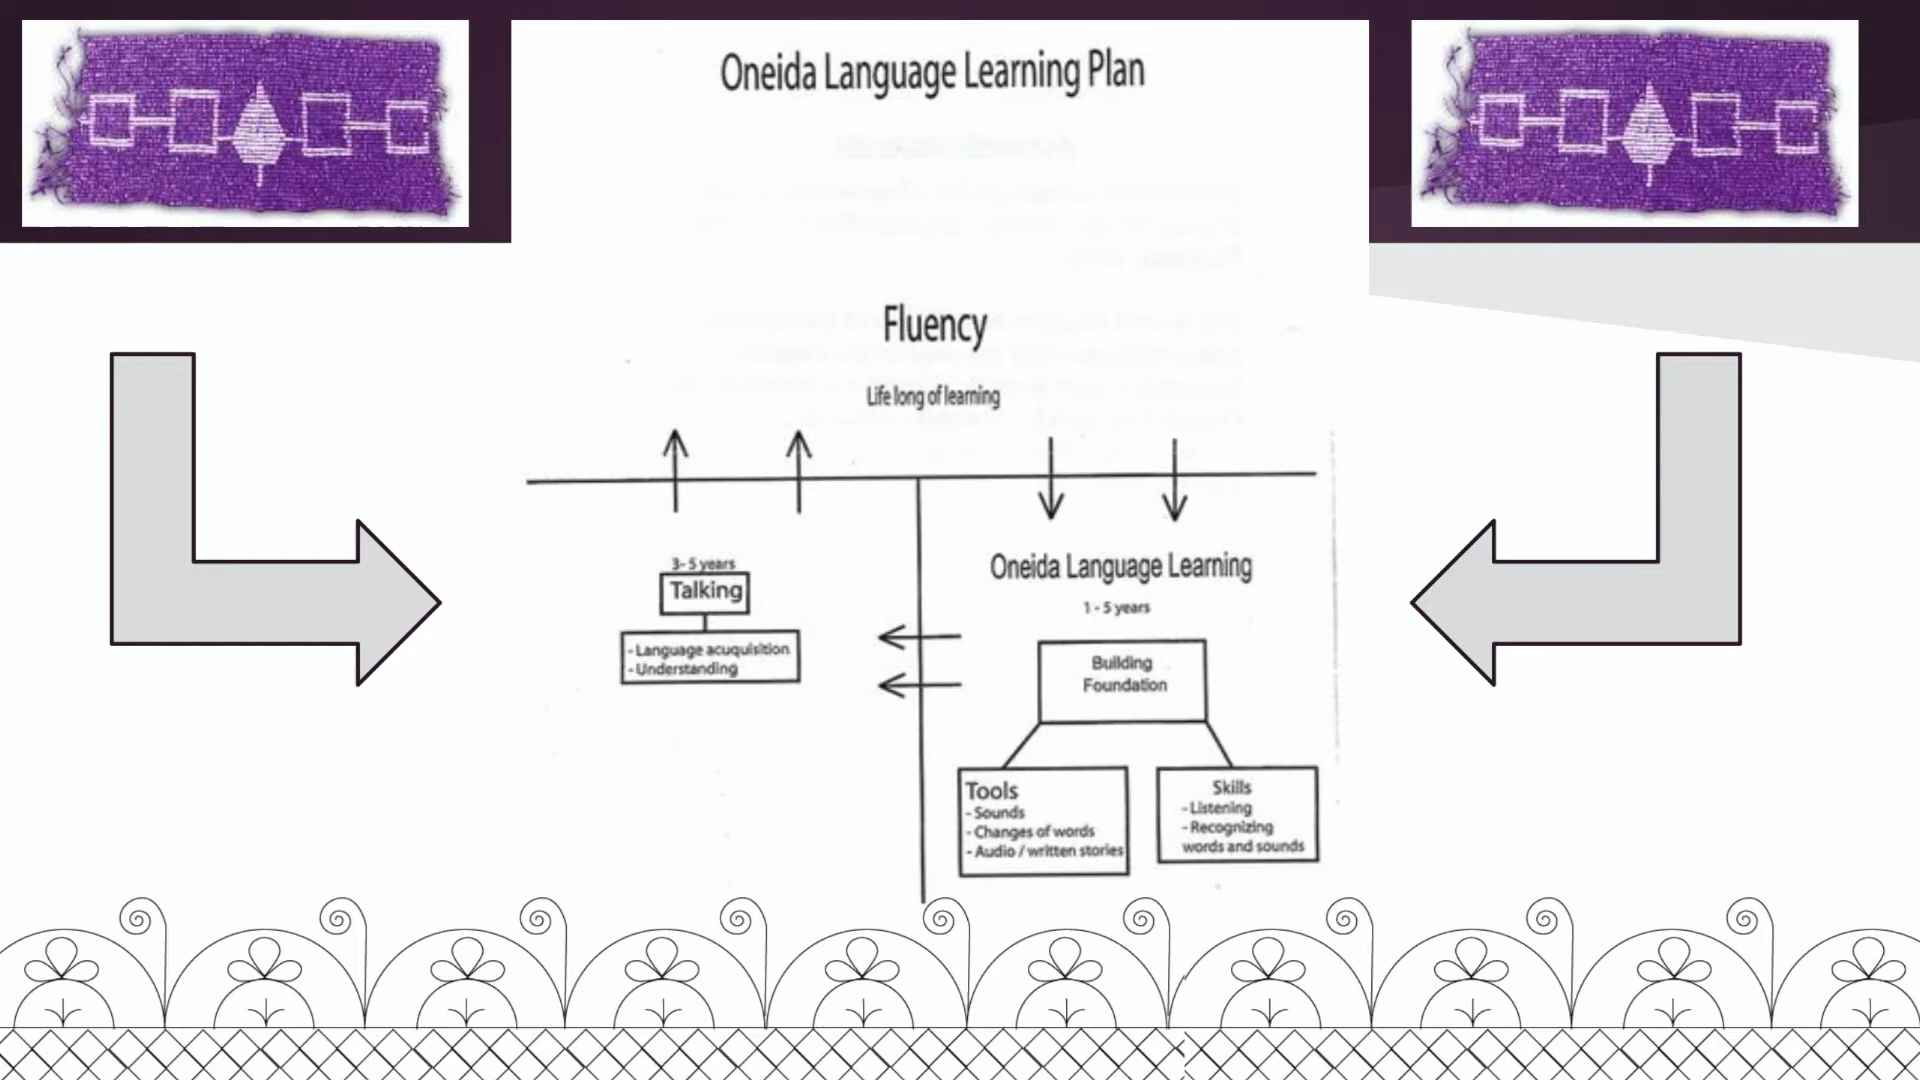 Oneida Language Learning Plan
Fluency
Life long of learning
3- 5 years
Talking
- Language acuquisition
- Understanding
Oneida Language Learning
1 - 5 years
Building
Foundation
Tools
- Sounds
- Changes of words
- Audio / written stories
Skills
- Listening
- Recognizing
words and sounds